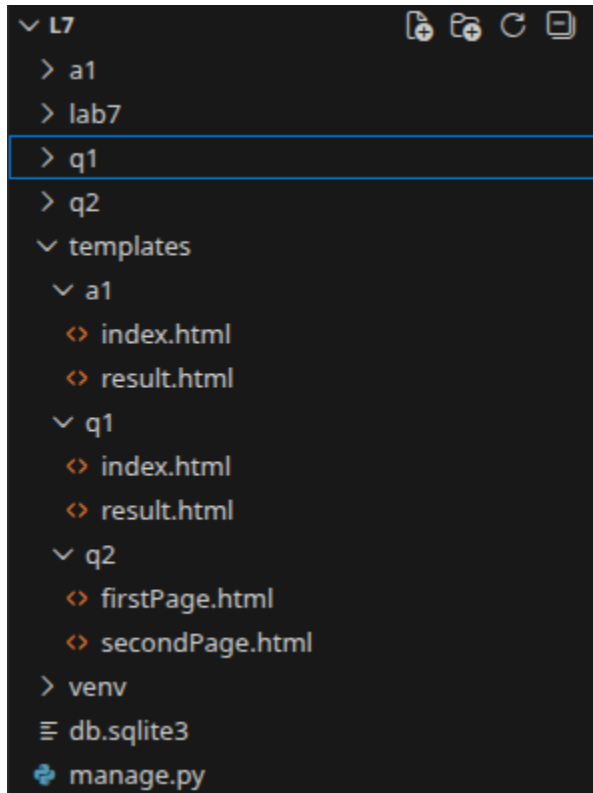 L7
a1
lab7
q1
q2
templates
a1
index.html
result.html
q1
index.html
result.html
q2
firstPage.html
secondPage.html
venv
db.sqlite3
manage.py